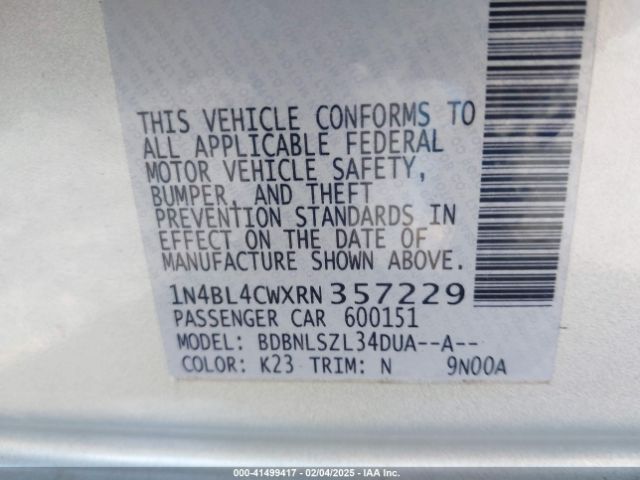 THIS VEHICLE CONFORMS TO
ALL APPLICABLE FEDERAL
MOTOR VEHICLE SAFETY,
BUMPER, AND THEFT
PREVENTION STANDARDS IN
EFFECT ON THE DATE OF
MANUFACTURE SHOWN ABOVE.
1N4BL4CWXRN357229
PASSENGER CAR 600151
MODEL: BDBNLSZL34DUA--A--
COLOR: K23 TRIM: N 9N00A
000-41499417 - 02/04/2025 - IAA Inc.